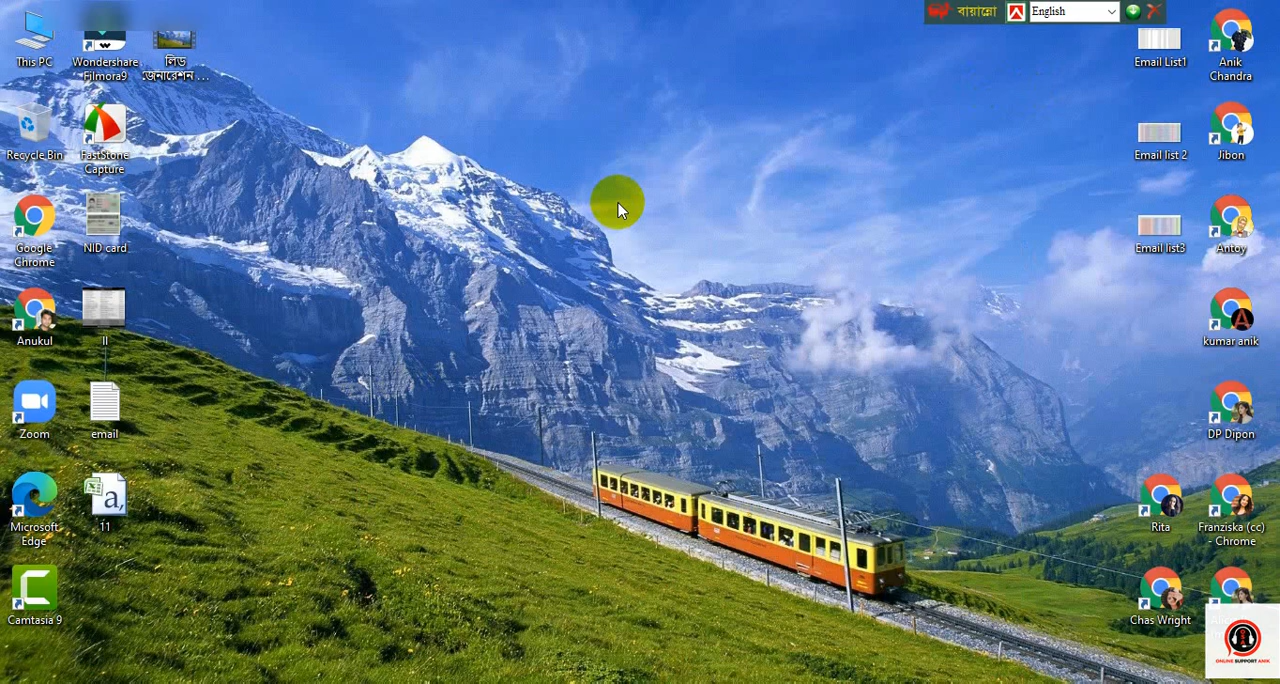 বায়ান্নো
English
This PC
Wondershare
Filmora9
লিড
জেনারেশন ...
Email List1
Anik
Chandra
Recycle Bin
FastStone
Capture
Email list 2
Jibon
Google
Chrome
NID card
Email list3
Antoy
Anukul
ll
kumar anik
Zoom
email
DP Dipon
Microsoft
Edge
11
Rita
Franziska (cc)
- Chrome
Camtasia 9
Chas Wright
ONLINE SUPPORT ANIK